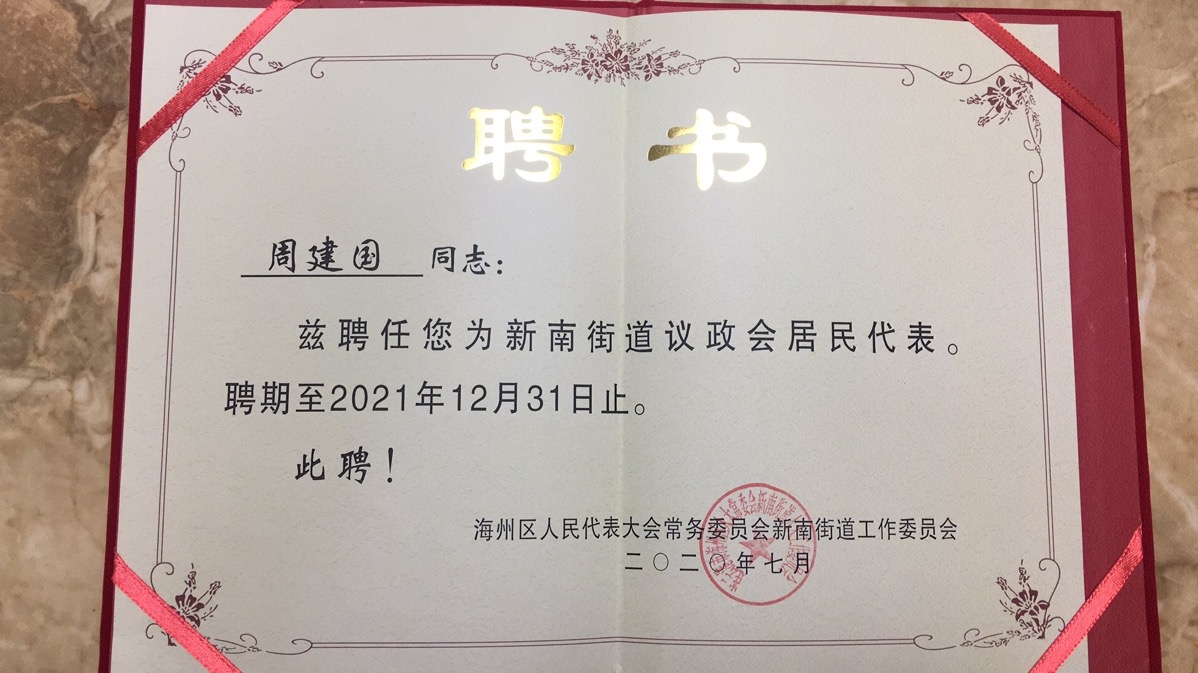 聘书
周建国 同志：
兹聘任您为新南街道议政会居民代表。
聘期至2021年12月31日止。
此聘！
海州区人民代表大会常务委员会新南街道工作委员会
二〇二〇年七月